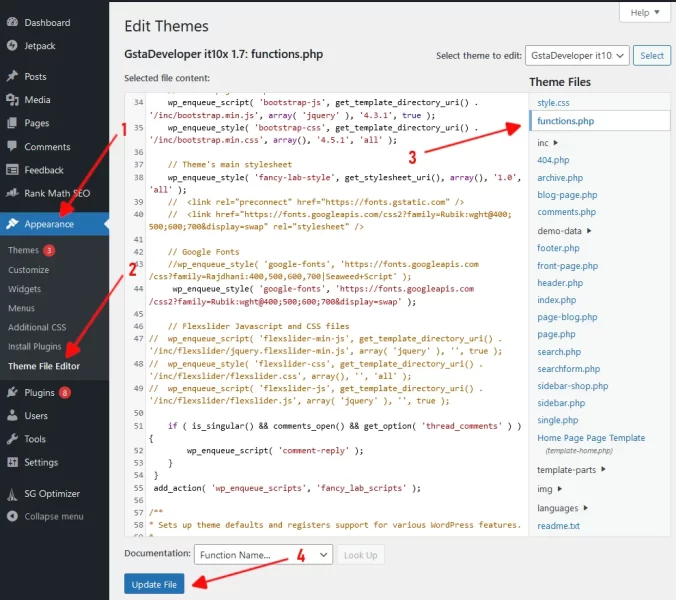 Help ▼
Dashboard
Jetpack
Posts
Media
Pages
Comments
Feedback
Rank Math SEO
Appearance
Themes 3
Customize
Widgets
Menus
Additional CSS
Install Plugins
Theme File Editor
Plugins 8
Users
Tools
Settings
SG Optimizer
Collapse menu
1
2
Edit Themes
GstaDeveloper it10x 1.7: functions.php
Select theme to edit: GstaDeveloper it10 Select
Selected file content:
34 wp_enqueue_script( 'bootstrap-js', get_template_directory_uri() .
'/inc/bootstrap.min.js', array( 'jquery' ), '4.3.1', true );
35 wp_enqueue_style( 'bootstrap-css', get_template_directory_uri() .
'/inc/bootstrap.min.css', array(), '4.5.1', 'all' );
36
37 // Theme's main stylesheet
38 wp_enqueue_style( 'fancy-lab-style', get_stylesheet_uri(), array(), '1.0',
'all' );
39 // <link rel="preconnect" href="https://fonts.gstatic.com" />
40 // <link href="https://fonts.googleapis.com/css2?family=Rubik:wght@400;
500;600;700&display=swap" rel="stylesheet" />
41
42 // Google Fonts
43 //wp_enqueue_style( 'google-fonts', 'https://fonts.googleapis.com
/css?family=Rajdhani:400,500,600,700|Seaweed+Script' );
44 wp_enqueue_style( 'google-fonts', 'https://fonts.googleapis.com
/css2?family=Rubik:wght@400;500;600;700&display=swap' );
45
46 // Flexslider Javascript and CSS files
47 // wp_enqueue_script( 'flexslider-min-js', get_template_directory_uri() .
'/inc/flexslider/jquery.flexslider-min.js', array( 'jquery' ), '', true );
48 // wp_enqueue_style( 'flexslider-css', get_template_directory_uri() .
'/inc/flexslider/flexslider.css', array(), '', 'all' );
49 // wp_enqueue_script( 'flexslider-js', get_template_directory_uri() .
'/inc/flexslider/flexslider.js', array( 'jquery' ), '', true );
50
51 if ( is_singular() && comments_open() && get_option( 'thread_comments' ) )
{
52 wp_enqueue_script( 'comment-reply' );
53 }
54 }
55 add_action( 'wp_enqueue_scripts', 'fancy_lab_scripts' );
56
57 /**
58 * Sets up theme defaults and registers support for various WordPress features.
*
3
Theme Files
style.css
functions.php
inc ▶
404.php
archive.php
blog-page.php
comments.php
demo-data ▶
footer.php
front-page.php
header.php
index.php
page-blog.php
page.php
search.php
searchform.php
sidebar-shop.php
sidebar.php
single.php
Home Page Page Template
(template-home.php)
template-parts ▶
img ▶
languages ▶
readme.txt
Documentation: Function Name... Look Up
4
Update File